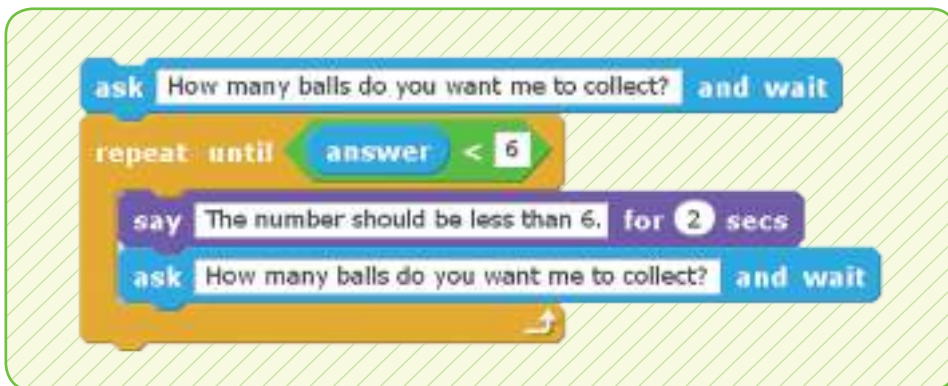 ask How many balls do you want me to collect? and wait
repeat until answer < 6
say The number should be less than 6. for 2 secs
ask How many balls do you want me to collect? and wait